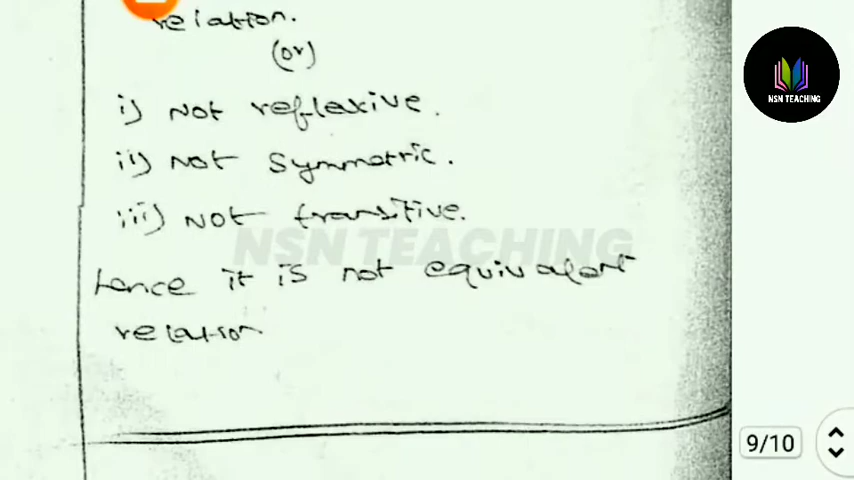 relation.
(or)
i) Not reflexive.
ii) Not Symmetric.
iii) Not transitive.
NSN TEACHING
Hence it is not equivalent
relation
NSN TEACHING
9/10